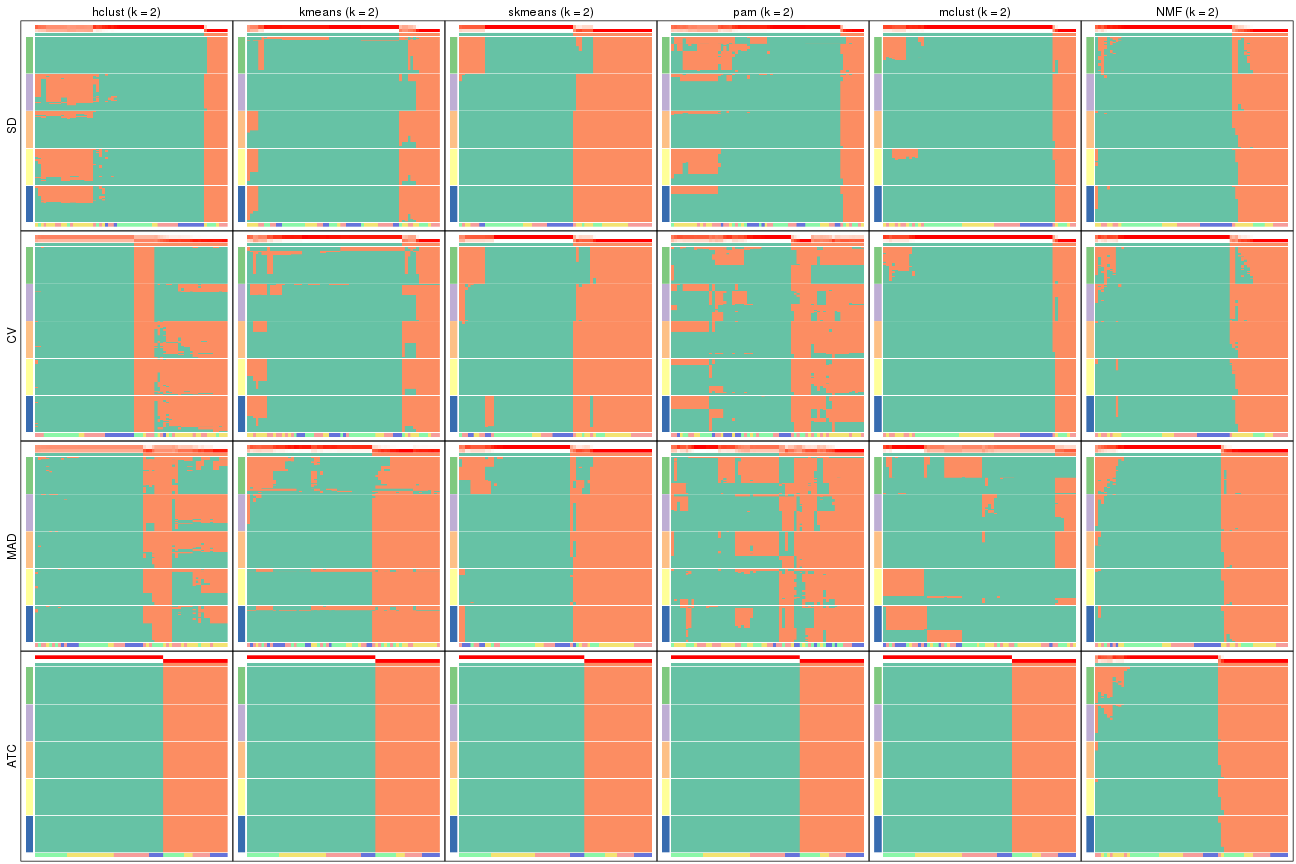 hclust (k = 2) kmeans (k = 2) skmeans (k = 2) pam (k = 2) mclust (k = 2) NMF (k = 2)
SD
CV
MAD
ATC